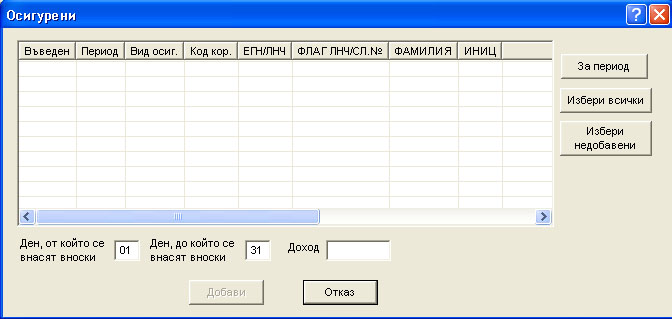 Осигурени
Въведен Период Вид осиг. Код кор. ЕГН/ЛНЧ ФЛАГ ЛНЧ/СЛ.№ ФАМИЛИЯ ИНИЦ
За период
Избери всички
Избери
недобавени
Ден, от който се
внасят вноски
01
Ден, до който се
внасят вноски
31
Доход
Добави
Отказ